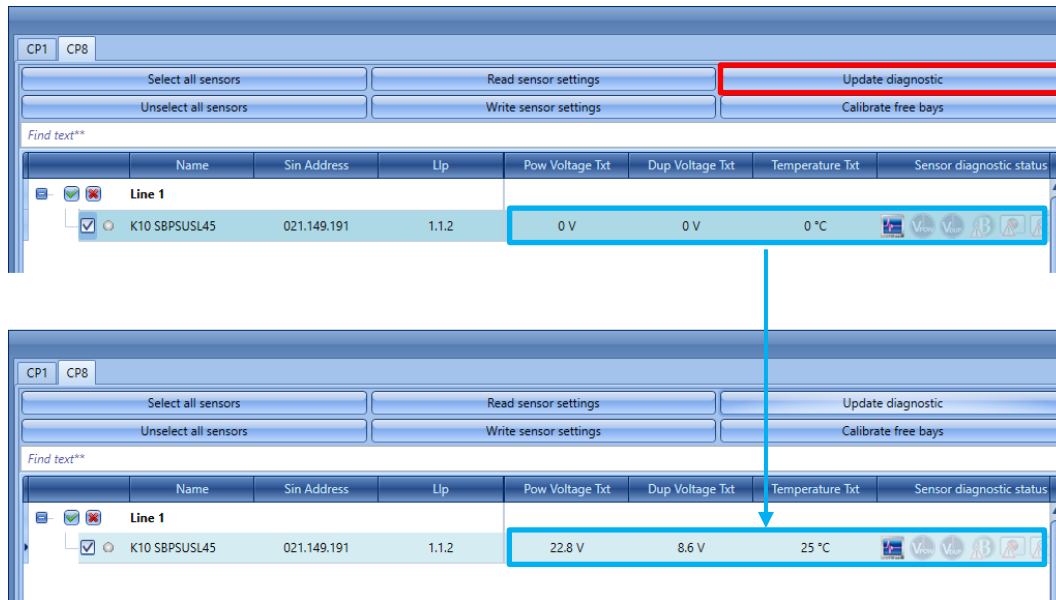 CP1 CP8
Select all sensors Read sensor settings Update diagnostic
Unselect all sensors Write sensor settings Calibrate free bays
Find text**
Name Sin Address Llp Pow Voltage Txt Dup Voltage Txt Temperature Txt Sensor diagnostic status
Line 1
K10 SBPSUSL45 021.149.191 1.1.2 0 V 0 V 0 °C
CP1 CP8
Select all sensors Read sensor settings Update diagnostic
Unselect all sensors Write sensor settings Calibrate free bays
Find text**
Name Sin Address Llp Pow Voltage Txt Dup Voltage Txt Temperature Txt Sensor diagnostic status
Line 1
K10 SBPSUSL45 021.149.191 1.1.2 22.8 V 8.6 V 25 °C